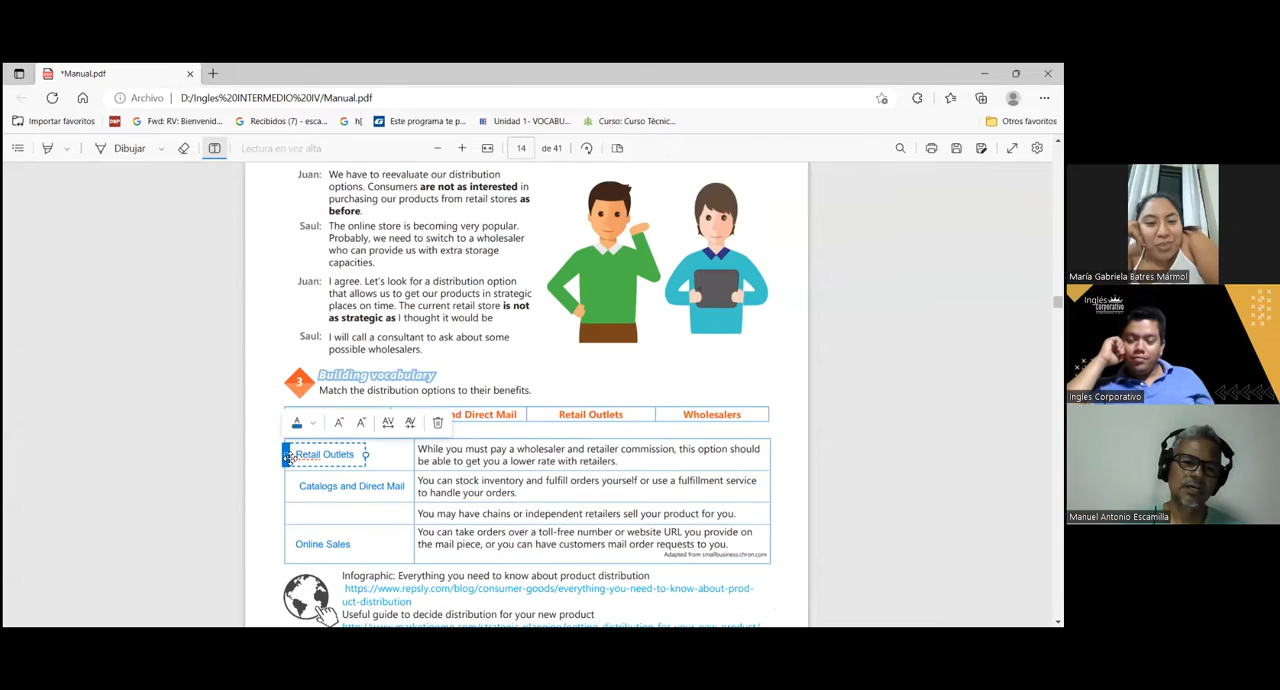 *Manual.pdf
Archivo | D:/Ingles%20INTERMEDIO%20IV/Manual.pdf
Importar favoritos
Fwd: RV: Bienvenid...
Recibidos (7) - esca...
h[
Este programa te p...
Unidad 1- VOCABU...
Curso: Curso Técnic...
Otros favoritos
Dibujar
Lectura en voz alta
14 de 41
Juan: We have to reevaluate our distribution
options. Consumers are not as interested in
purchasing our products from retail stores as
before.
Saul: The online store is becoming very popular.
Probably, we need to switch to a wholesaler
who can provide us with extra storage
capacities.
Juan: I agree. Let's look for a distribution option
that allows us to get our products in strategic
places on time. The current retail store is not
as strategic as I thought it would be
Saul: I will call a consultant to ask about some
possible wholesalers.
3 Building vocabulary
Match the distribution options to their benefits.
nd Direct Mail
Retail Outlets
Wholesalers
Retail Outlets
While you must pay a wholesaler and retailer commission, this option should
be able to get you a lower rate with retailers.
Catalogs and Direct Mail
You can stock inventory and fulfill orders yourself or use a fulfillment service
to handle your orders.
You may have chains or independent retailers sell your product for you.
Online Sales
You can take orders over a toll-free number or website URL you provide on
the mail piece, or you can have customers mail order requests to you.
Adapted from smallbusiness.chron.com
Infographic: Everything you need to know about product distribution
https://www.repsly.com/blog/consumer-goods/everything-you-need-to-know-about-prod-
uct-distribution
Useful guide to decide distribution for your new product
María Gabriela Batres Mármol
Inglés
Corporativo
Ingles Corporativo
Manuel Antonio Escamilla